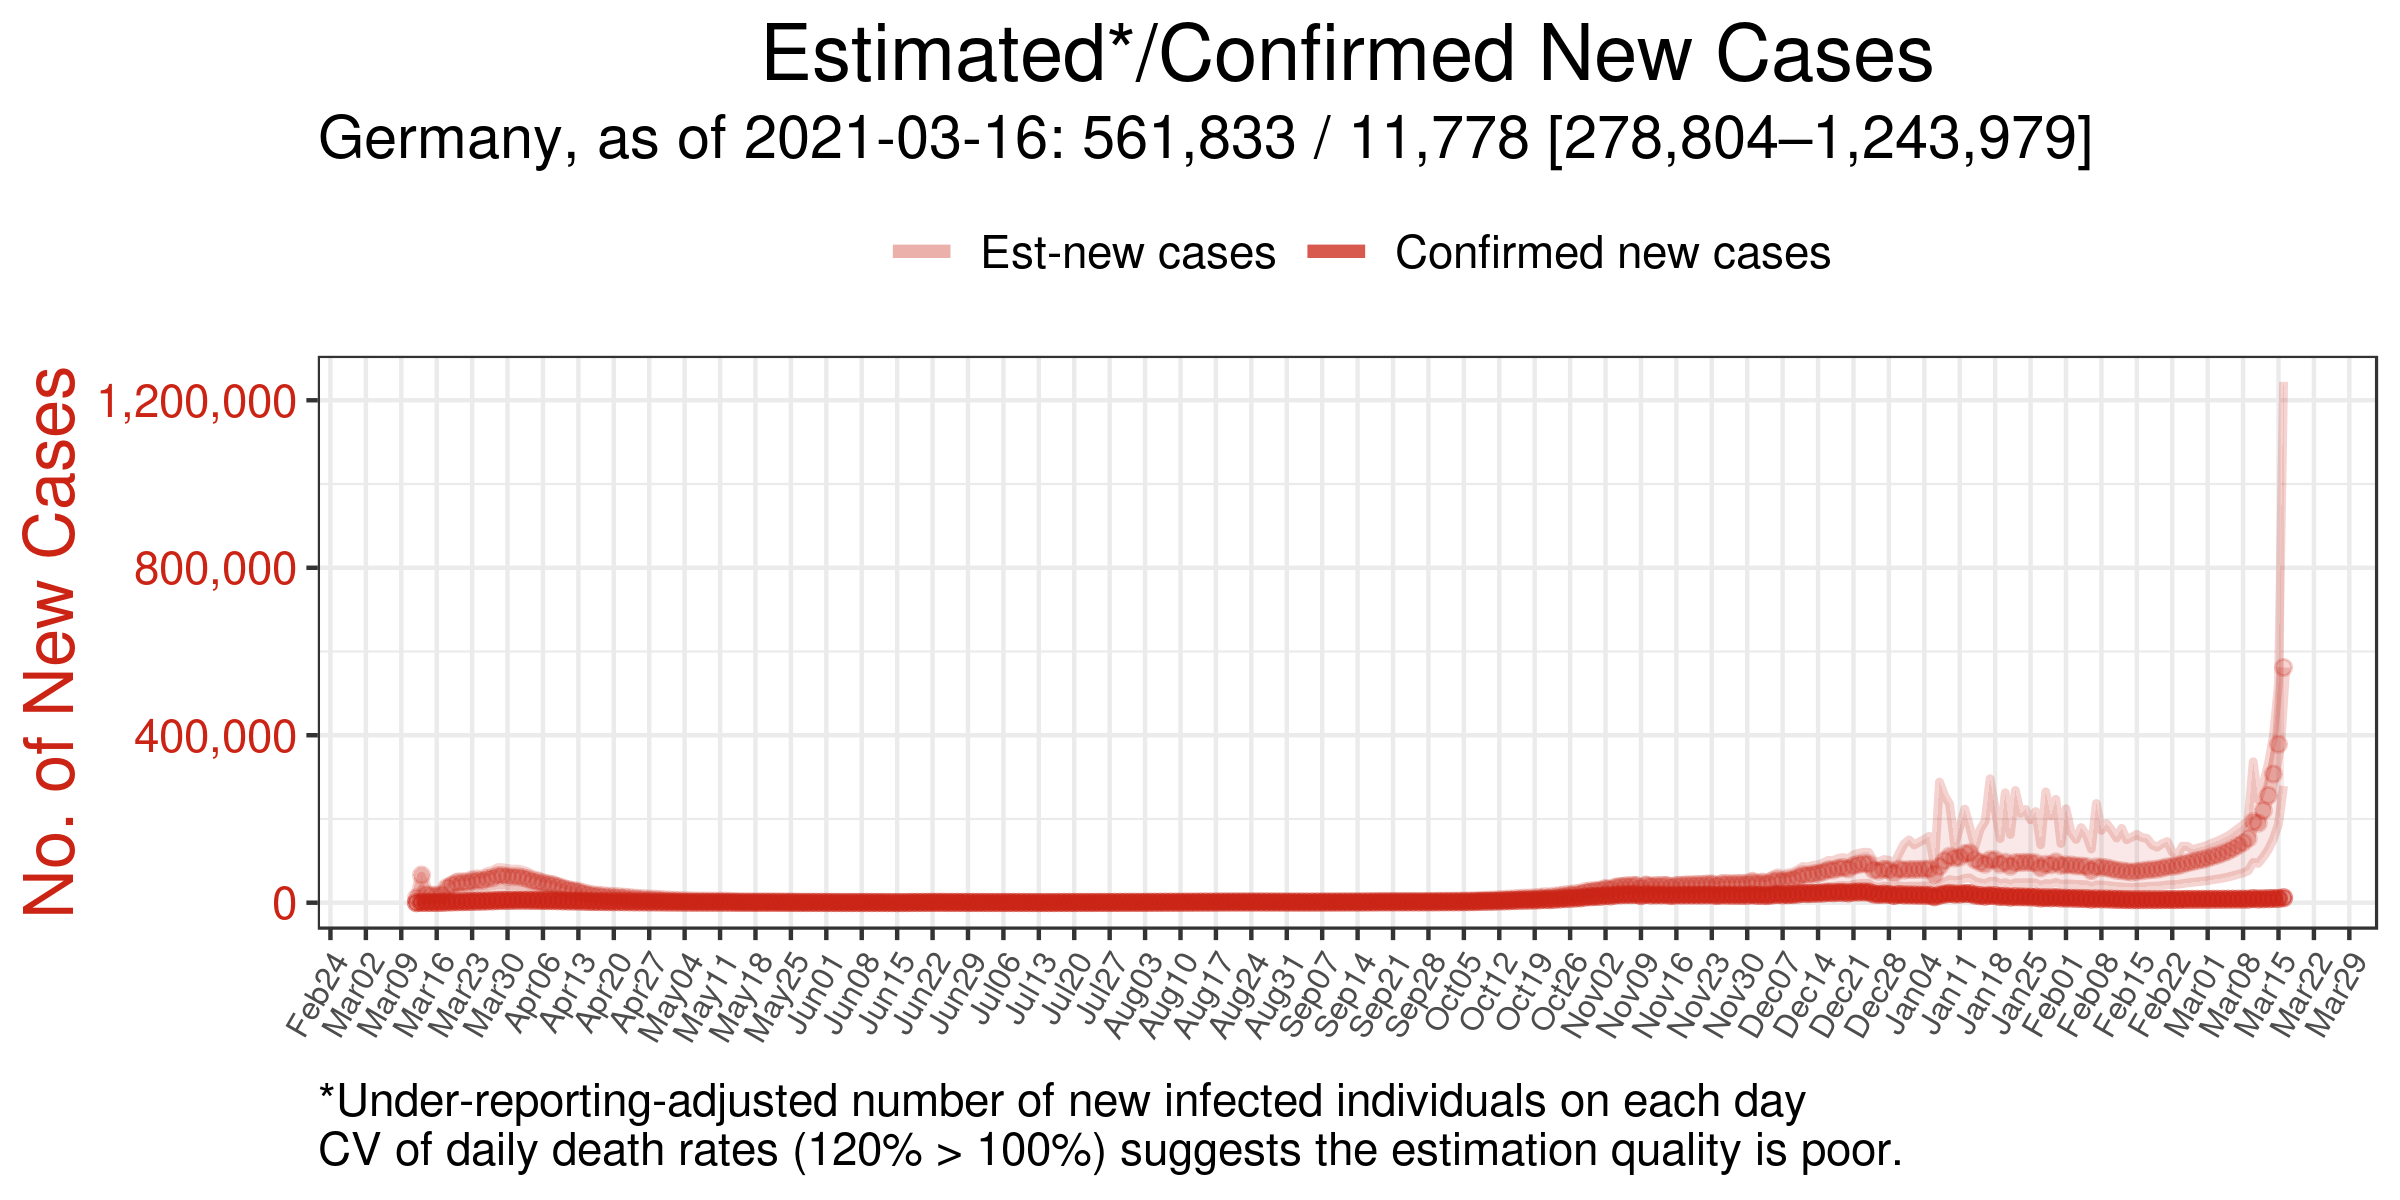 Estimated*/Confirmed New Cases
Germany, as of 2021-03-16: 561,833 / 11,778 [278,804–1,243,979]
Est-new cases
Confirmed new cases
No. of New Cases
1,200,000
800,000
400,000
0
Feb24
Mar02
Mar09
Mar16
Mar23
Mar30
Apr06
Apr13
Apr20
Apr27
May04
May11
May18
May25
Jun01
Jun08
Jun15
Jun22
Jun29
Jul06
Jul13
Jul20
Jul27
Aug03
Aug10
Aug17
Aug24
Aug31
Sep07
Sep14
Sep21
Sep28
Oct05
Oct12
Oct19
Oct26
Nov02
Nov09
Nov16
Nov23
Nov30
Dec07
Dec14
Dec21
Dec28
Jan04
Jan11
Jan18
Jan25
Feb01
Feb08
Feb15
Feb22
Mar01
Mar08
Mar15
Mar22
Mar29
*Under-reporting-adjusted number of new infected individuals on each day
CV of daily death rates (120% > 100%) suggests the estimation quality is poor.